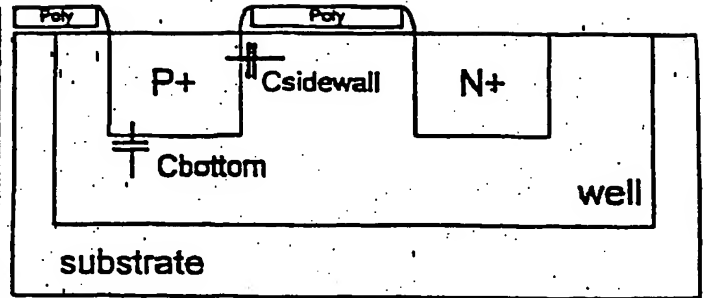 Poly
Poly
P+
Csidewall
N+
Cbottom
well
substrate